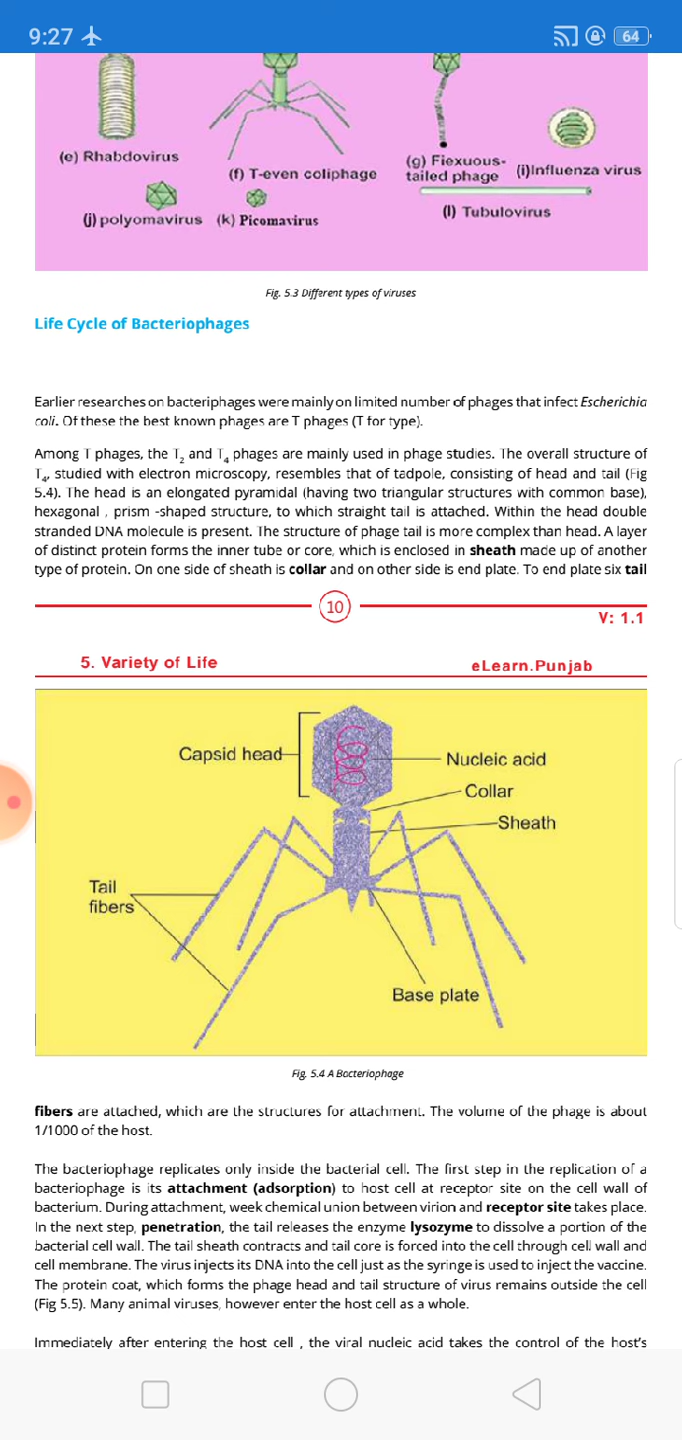 9:27
64
(e) Rhabdovirus
(f) T-even coliphage
(g) Fiexuous-
tailed phage
(i)Influenza virus
(j) polyomavirus
(k) Picomavirus
(l) Tubulovirus
Fig. 5.3 Different types of viruses
Life Cycle of Bacteriophages
Earlier researches on bacteriphages were mainly on limited number of phages that infect Escherichia
coli. Of these the best known phages are T phages (T for type).
Among T phages, the T2 and T4 phages are mainly used in phage studies. The overall structure of
T4, studied with electron microscopy, resembles that of tadpole, consisting of head and tail (Fig
5.4). The head is an elongated pyramidal (having two triangular structures with common base),
hexagonal , prism -shaped structure, to which straight tail is attached. Within the head double
stranded DNA molecule is present. The structure of phage tail is more complex than head. A layer
of distinct protein forms the inner tube or core, which is enclosed in sheath made up of another
type of protein. On one side of sheath is collar and on other side is end plate. To end plate six tail
10
V: 1.1
5. Variety of Life
eLearn.Punjab
Capsid head
Nucleic acid
Collar
Sheath
Tail
fibers
Base plate
Fig. 5.4 A Bacteriophage
fibers are attached, which are the structures for attachment. The volume of the phage is about
1/1000 of the host.
The bacteriophage replicates only inside the bacterial cell. The first step in the replication of a
bacteriophage is its attachment (adsorption) to host cell at receptor site on the cell wall of
bacterium. During attachment, week chemical union between virion and receptor site takes place.
In the next step, penetration, the tail releases the enzyme lysozyme to dissolve a portion of the
bacterial cell wall. The tail sheath contracts and tail core is forced into the cell through cell wall and
cell membrane. The virus injects its DNA into the cell just as the syringe is used to inject the vaccine.
The protein coat, which forms the phage head and tail structure of virus remains outside the cell
(Fig 5.5). Many animal viruses, however enter the host cell as a whole.
Immediately after entering the host cell , the viral nucleic acid takes the control of the host's